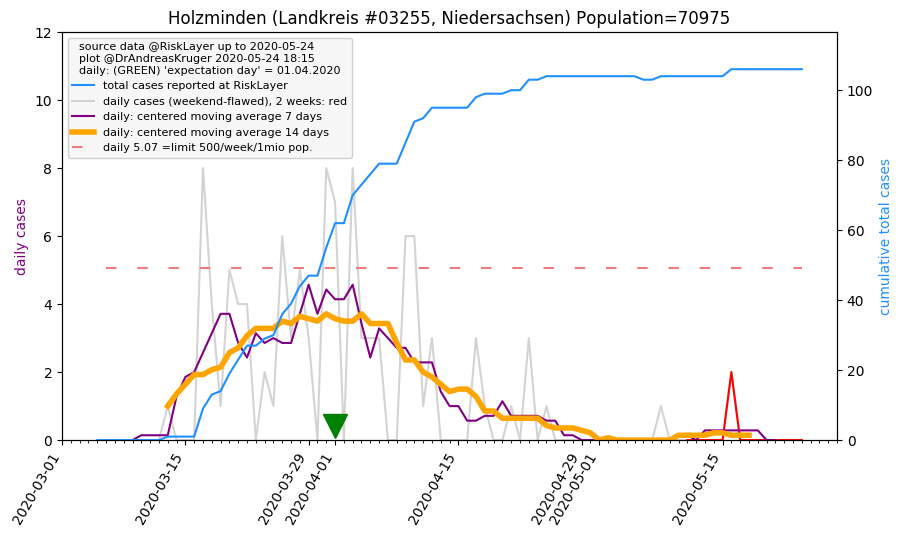 Holzminden (Landkreis #03255, Niedersachsen) Population=70975
source data @RiskLayer up to 2020-05-24
plot @DrAndreasKruger 2020-05-24 18:15
daily: (GREEN) 'expectation day' = 01.04.2020
total cases reported at RiskLayer
daily cases (weekend-flawed), 2 weeks: red
daily: centered moving average 7 days
daily: centered moving average 14 days
daily 5.07 =limit 500/week/1mio pop.
daily cases
12
10
8
6
4
2
0
cumulative total cases
100
80
60
40
20
0
2020-03-01
2020-03-15
2020-03-29
2020-04-01
2020-04-15
2020-04-29
2020-05-01
2020-05-15